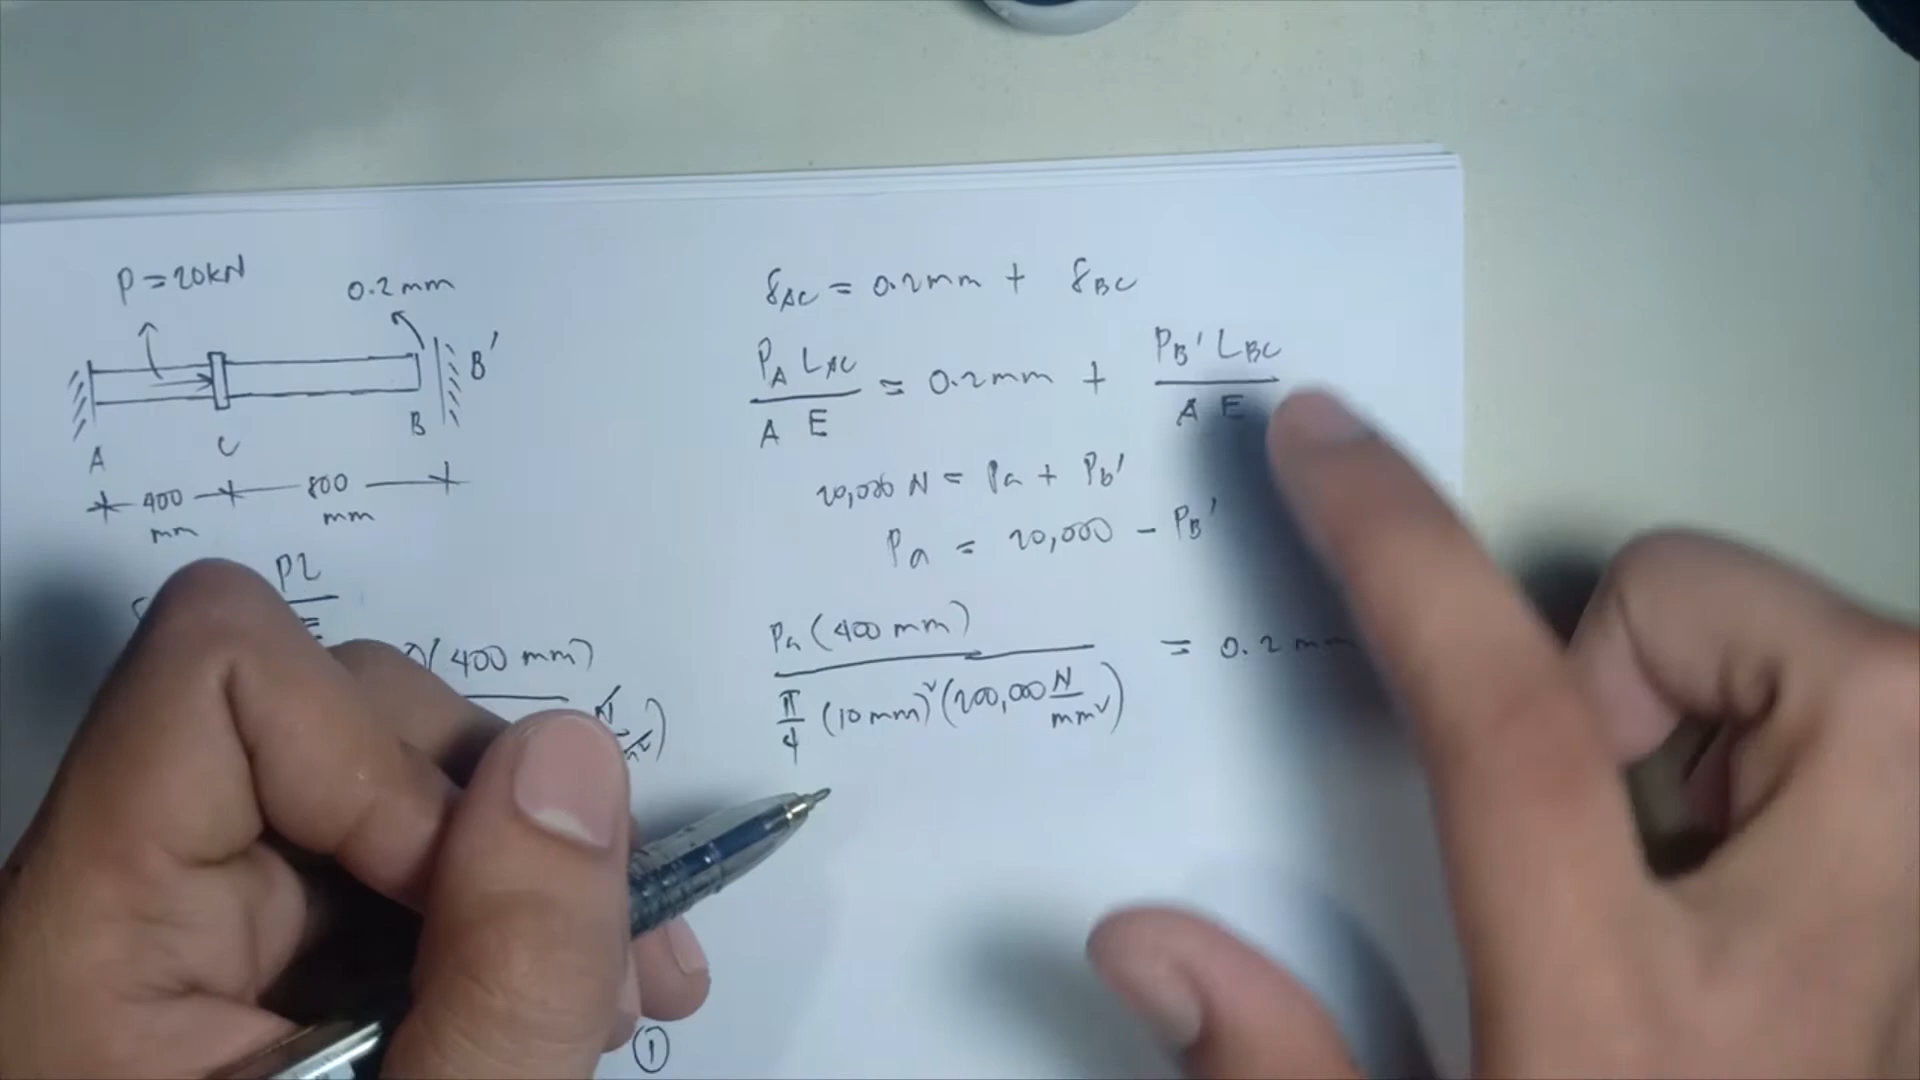 P = 20kN
0.2 mm
B'
B
A
C
400 mm
800 mm
PL
(400 mm)
δAC = 0.2mm + δBC
PA LAC / A E = 0.2mm + PB' LBC / A E
20,000 N = Pa + Pb'
Pa = 20,000 - PB'
Pa (400 mm) / π/4 (10 mm)² (200,000 N/mm²) = 0.2 mm
①